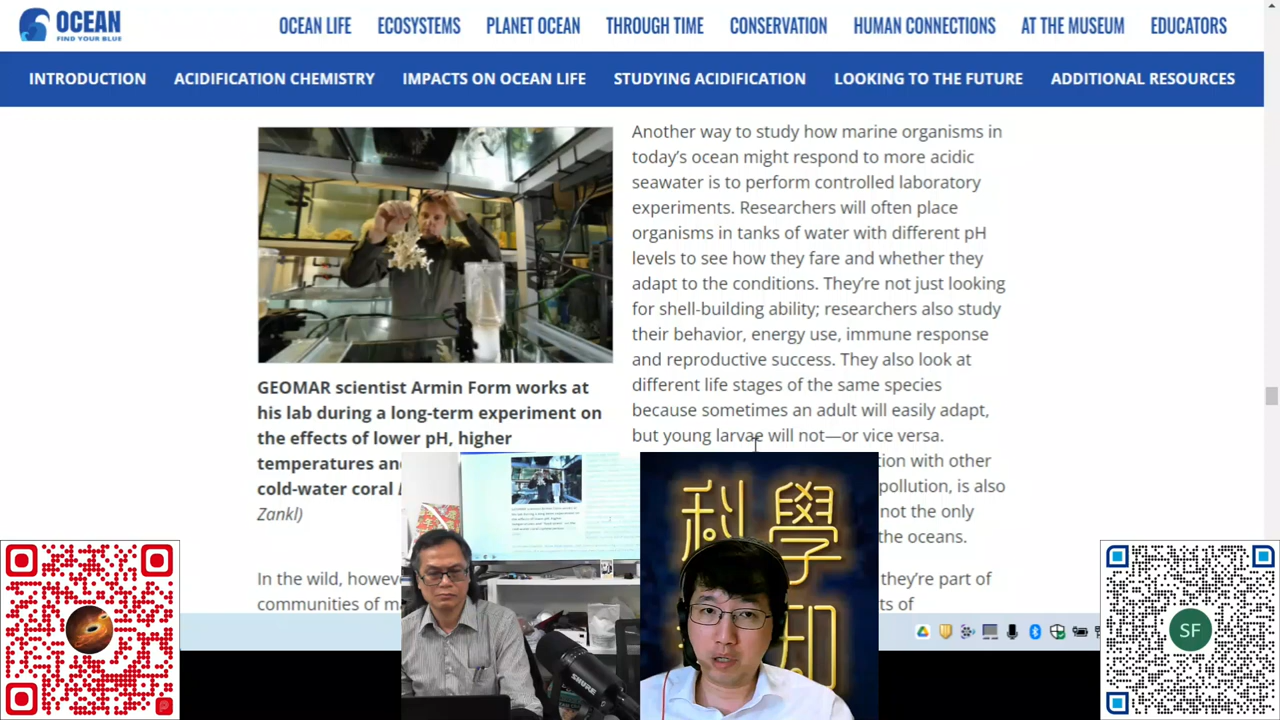 OCEAN
FIND YOUR BLUE
OCEAN LIFE
ECOSYSTEMS
PLANET OCEAN
THROUGH TIME
CONSERVATION
HUMAN CONNECTIONS
AT THE MUSEUM
EDUCATORS
INTRODUCTION
ACIDIFICATION CHEMISTRY
IMPACTS ON OCEAN LIFE
STUDYING ACIDIFICATION
LOOKING TO THE FUTURE
ADDITIONAL RESOURCES
GEOMAR scientist Armin Form works at
his lab during a long-term experiment on
the effects of lower pH, higher
temperatures and
cold-water coral
Zankl)
In the wild, howev
communities of m
Another way to study how marine organisms in
today's ocean might respond to more acidic
seawater is to perform controlled laboratory
experiments. Researchers will often place
organisms in tanks of water with different pH
levels to see how they fare and whether they
adapt to the conditions. They're not just looking
for shell-building ability; researchers also study
their behavior, energy use, immune response
and reproductive success. They also look at
different life stages of the same species
because sometimes an adult will easily adapt,
but young larvae will not—or vice versa.
tion with other
pollution, is also
not the only
the oceans.
they're part of
ts of
科學
知
SHURE
SF